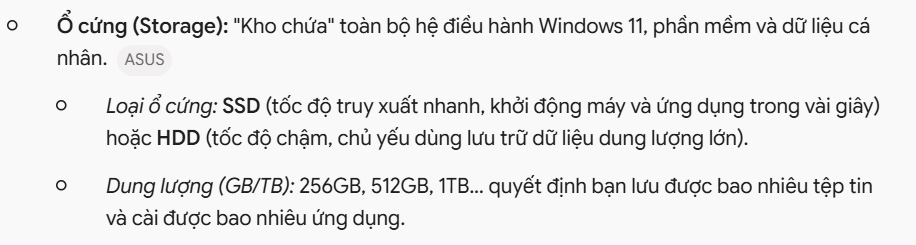 Ổ cứng (Storage): "Kho chứa" toàn bộ hệ điều hành Windows 11, phần mềm và dữ liệu cá
nhân. ASUS
Loại ổ cứng: SSD (tốc độ truy xuất nhanh, khởi động máy và ứng dụng trong vài giây)
hoặc HDD (tốc độ chậm, chủ yếu dùng lưu trữ dữ liệu dung lượng lớn).
Dung lượng (GB/TB): 256GB, 512GB, 1TB... quyết định bạn lưu được bao nhiêu tệp tin
và cài được bao nhiêu ứng dụng.